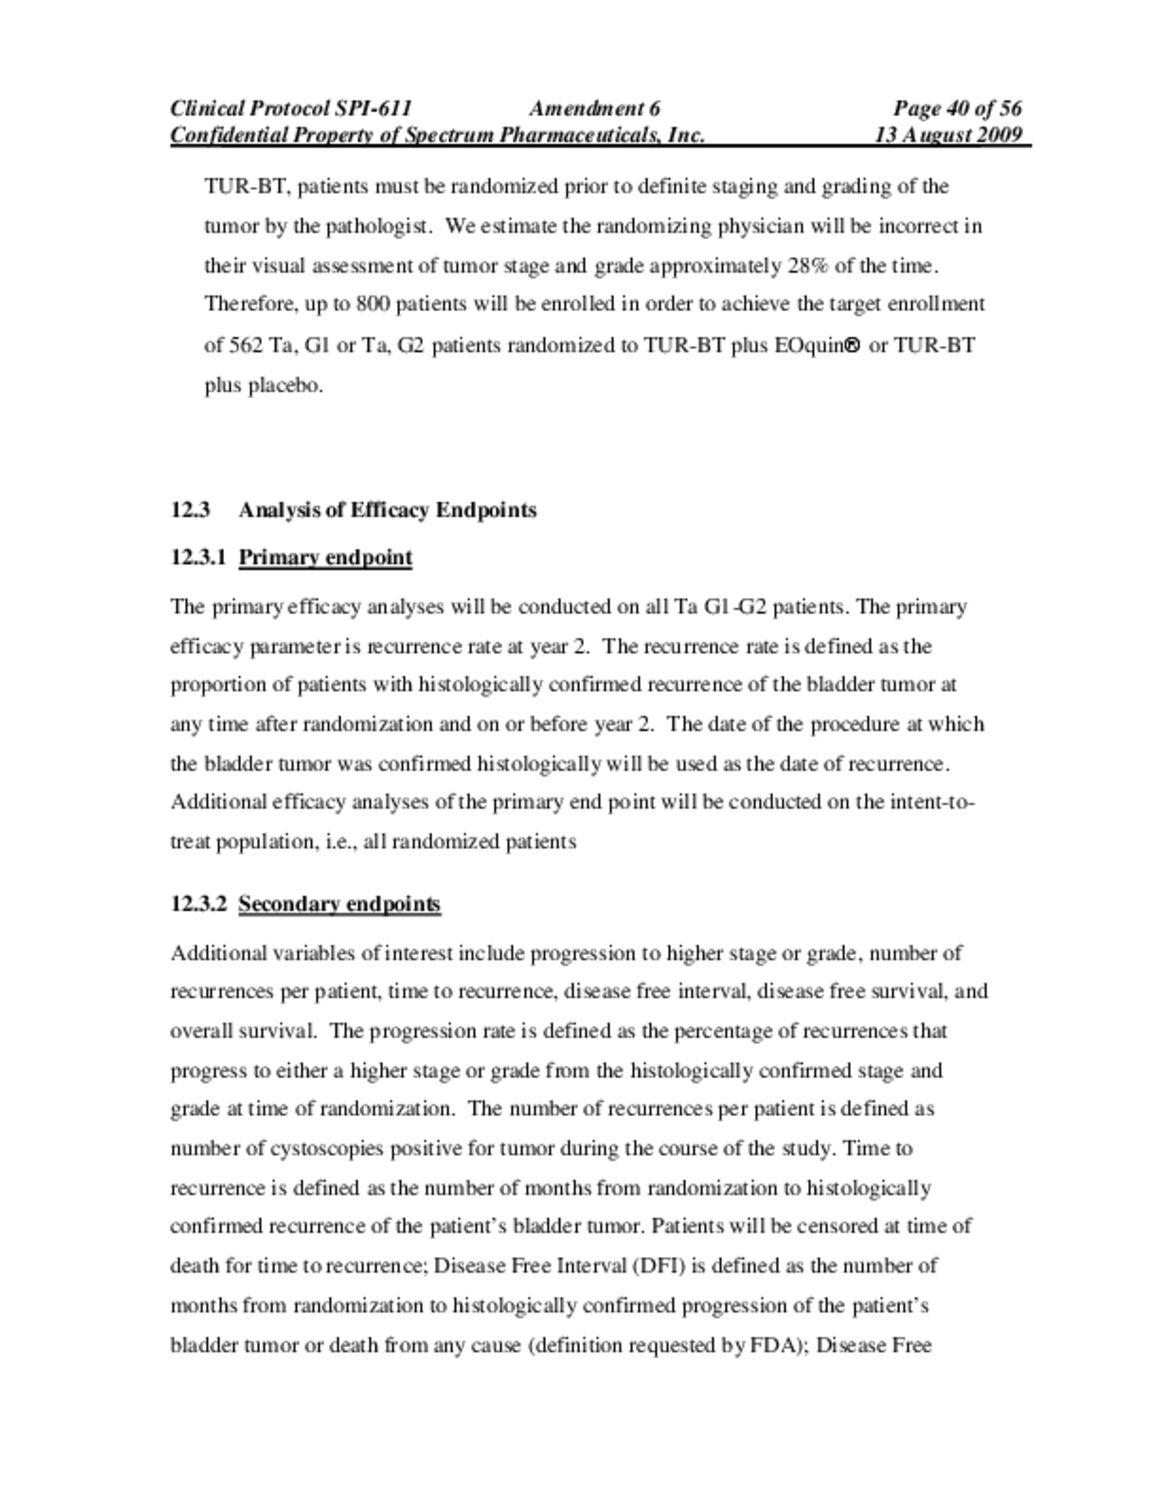 Clinical Protocol SPI-611 Amendment 6 Page 40 of 56
Confidential Property of Spectrum Pharmaceuticals, Inc. 13 August 2009
TUR-BT, patients must be randomized prior to definite staging and grading of the
tumor by the pathologist. We estimate the randomizing physician will be incorrect in
their visual assessment of tumor stage and grade approximately 28% of the time.
Therefore, up to 800 patients will be enrolled in order to achieve the target enrollment
of 562 Ta, G1 or Ta, G2 patients randomized to TUR-BT plus EOquin® or TUR-BT
plus placebo.
12.3 Analysis of Efficacy Endpoints
12.3.1 Primary endpoint
The primary efficacy analyses will be conducted on all Ta G1-G2 patients. The primary
efficacy parameter is recurrence rate at year 2. The recurrence rate is defined as the
proportion of patients with histologically confirmed recurrence of the bladder tumor at
any time after randomization and on or before year 2. The date of the procedure at which
the bladder tumor was confirmed histologically will be used as the date of recurrence.
Additional efficacy analyses of the primary end point will be conducted on the intent-to-
treat population, i.e., all randomized patients
12.3.2 Secondary endpoints
Additional variables of interest include progression to higher stage or grade, number of
recurrences per patient, time to recurrence, disease free interval, disease free survival, and
overall survival. The progression rate is defined as the percentage of recurrences that
progress to either a higher stage or grade from the histologically confirmed stage and
grade at time of randomization. The number of recurrences per patient is defined as
number of cystoscopies positive for tumor during the course of the study. Time to
recurrence is defined as the number of months from randomization to histologically
confirmed recurrence of the patient’s bladder tumor. Patients will be censored at time of
death for time to recurrence; Disease Free Interval (DFI) is defined as the number of
months from randomization to histologically confirmed progression of the patient’s
bladder tumor or death from any cause (definition requested by FDA); Disease Free